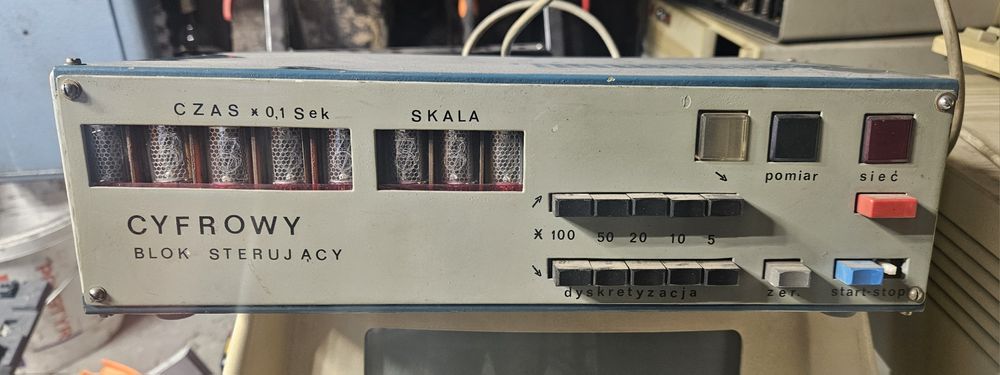 CZAS × 0,1 Sek
SKALA
CYFROWY
BLOK STERUJĄCY
↗
× 100 50 20 10 5
↘
dyskretyzacja
↘
pomiar
sieć
zer.
start-stop